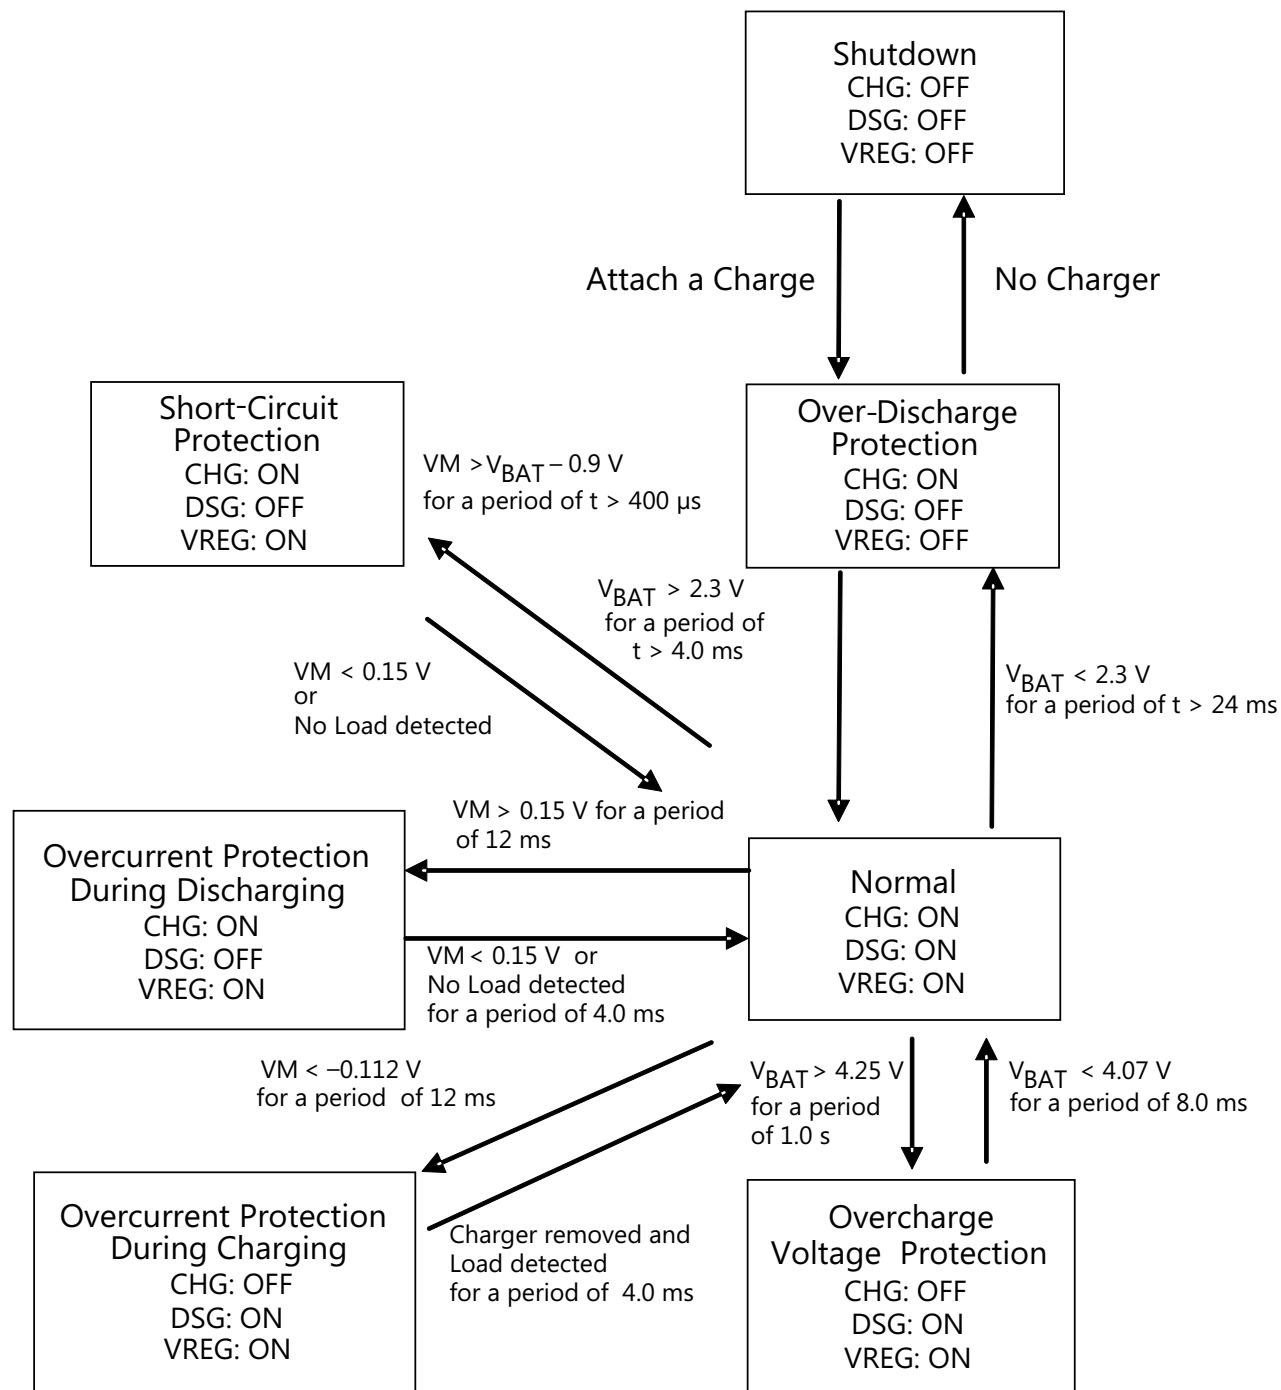 Shutdown
CHG: OFF
DSG: OFF
VREG: OFF
Attach a Charge
No Charger
Short-Circuit
Protection
CHG: ON
DSG: OFF
VREG: ON
VM >VBAT – 0.9 V
for a period of t > 400 µs
Over-Discharge
Protection
CHG: ON
DSG: OFF
VREG: OFF
VBAT > 2.3 V
for a period of
t > 4.0 ms
VM < 0.15 V
or
No Load detected
VBAT < 2.3 V
for a period of t > 24 ms
VM > 0.15 V for a period
of 12 ms
Overcurrent Protection
During Discharging
CHG: ON
DSG: OFF
VREG: ON
Normal
CHG: ON
DSG: ON
VREG: ON
VM < 0.15 V or
No Load detected
for a period of 4.0 ms
VM < –0.112 V
for a period of 12 ms
VBAT > 4.25 V
for a period
of 1.0 s
VBAT < 4.07 V
for a period of 8.0 ms
Overcurrent Protection
During Charging
CHG: OFF
DSG: ON
VREG: ON
Charger removed and
Load detected
for a period of 4.0 ms
Overcharge
Voltage Protection
CHG: OFF
DSG: ON
VREG: ON